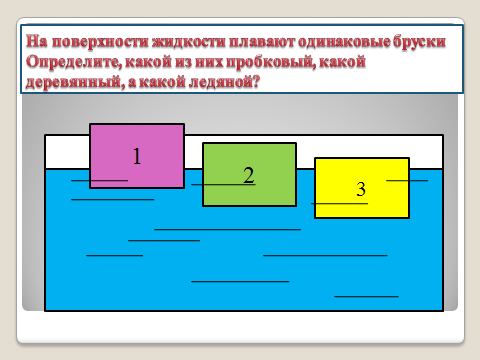 На поверхности жидкости плавают одинаковые бруски
Определите, какой из них пробковый, какой
деревянный, а какой ледяной?
1
2
3